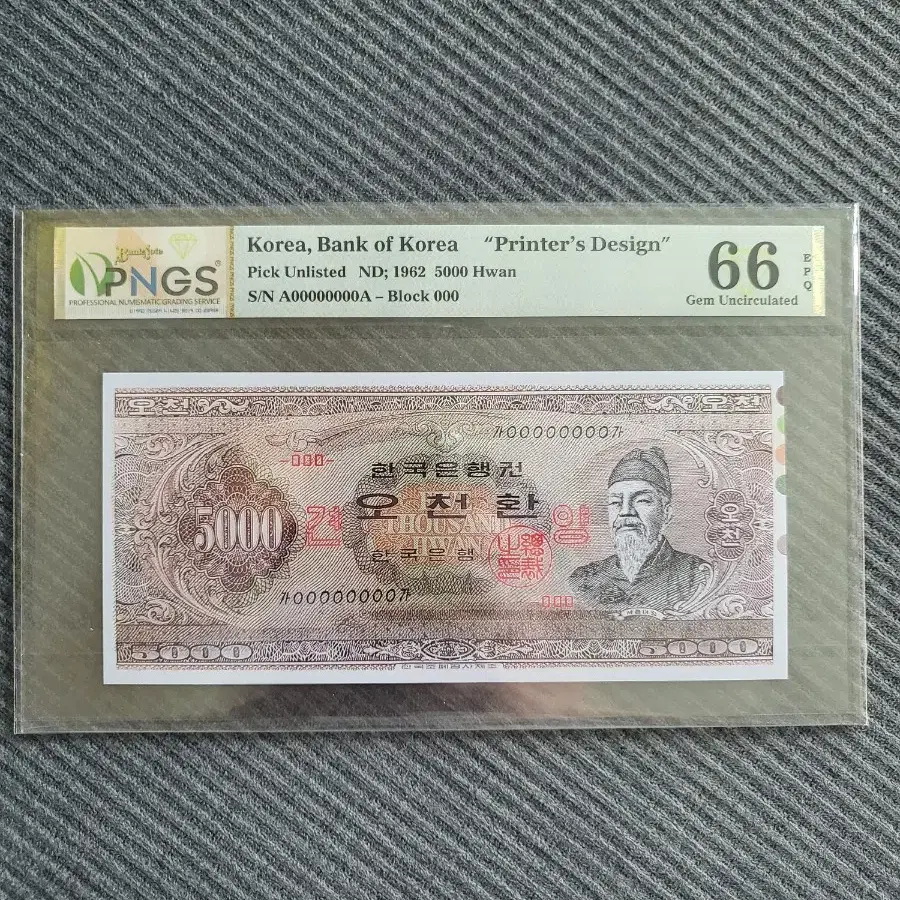 BankNote
PNGS®
PROFESSIONAL NUMISMATIC GRADING SERVICE
Korea, Bank of Korea "Printer's Design"
Pick Unlisted ND; 1962 5000 Hwan
S/N A00000000A – Block 000
66
EPQ
Gem Uncirculated
오천
오천
가000000000가
-000-
한국은행권
오천환
THOUSAND
HWAN
5000
견
양
오천
한국은행
가000000000가
000
5000
5000